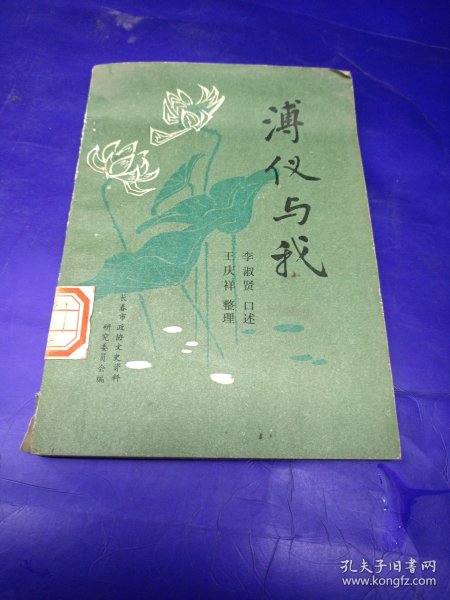 溥仪与我
李淑贤 口述
王庆祥 整理
长春市政协文史资料
研究委员会编
孔夫子旧书网
www.kongfz.com